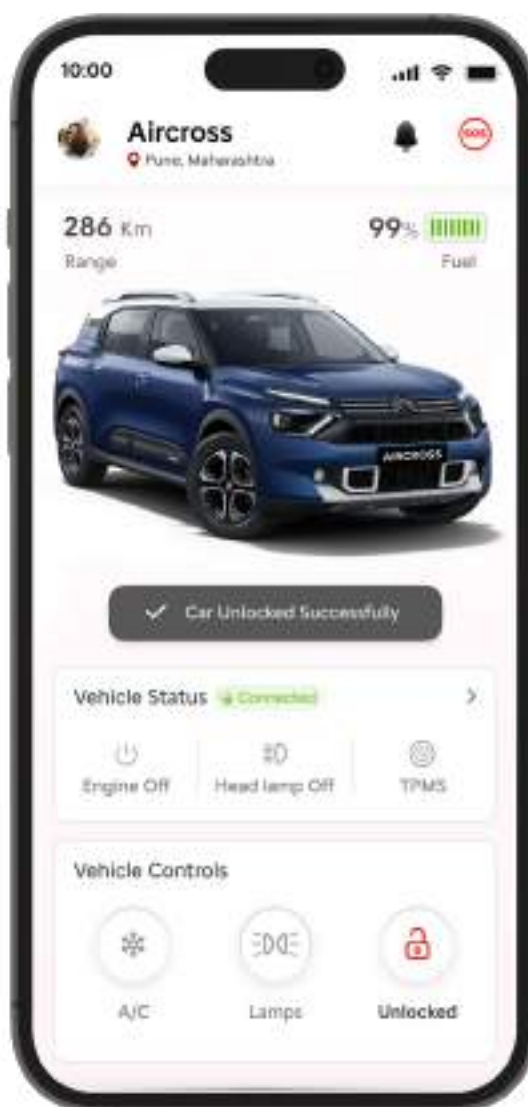 10:00
Aircross
Pune, Maharashtra
SOS
286 Km
99%
Range
Fuel
AIRCROSS
Car Unlocked Successfully
Vehicle Status
Connected
Engine Off
Head lamp Off
TPMS
Vehicle Controls
A/C
Lamps
Unlocked